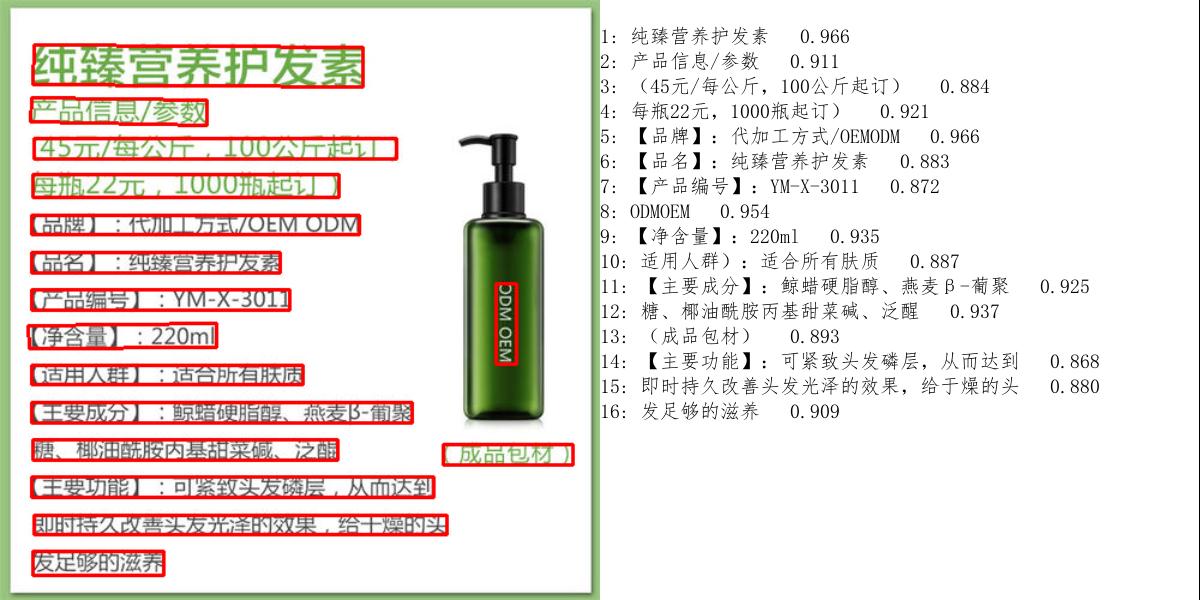 纯臻营养护发素
产品信息/参数
（45元/每公斤，100公斤起订）
每瓶22元，1000瓶起订）
【品牌】：代加工方式/OEM ODM
【品名】：纯臻营养护发素
【产品编号】：YM-X-3011
【净含量】：220ml
【适用人群】：适合所有肤质
【主要成分】：鲸蜡硬脂醇、燕麦β-葡聚
糖、椰油酰胺丙基甜菜碱、泛醌
【主要功能】：可紧致头发磷层，从而达到
即时持久改善头发光泽的效果，给干燥的头
发足够的滋养
ODM OEM
（成品包材）
1: 纯臻营养护发素 0.966
2: 产品信息/参数 0.911
3: （45元/每公斤，100公斤起订） 0.884
4: 每瓶22元，1000瓶起订） 0.921
5: 【品牌】：代加工方式/OEMODM 0.966
6: 【品名】：纯臻营养护发素 0.883
7: 【产品编号】：YM-X-3011 0.872
8: ODMOEM 0.954
9: 【净含量】：220ml 0.935
10: 适用人群）：适合所有肤质 0.887
11: 【主要成分】：鲸蜡硬脂醇、燕麦β-葡聚 0.925
12: 糖、椰油酰胺丙基甜菜碱、泛醒 0.937
13: （成品包材） 0.893
14: 【主要功能】：可紧致头发磷层，从而达到 0.868
15: 即时持久改善头发光泽的效果，给于燥的头 0.880
16: 发足够的滋养 0.909